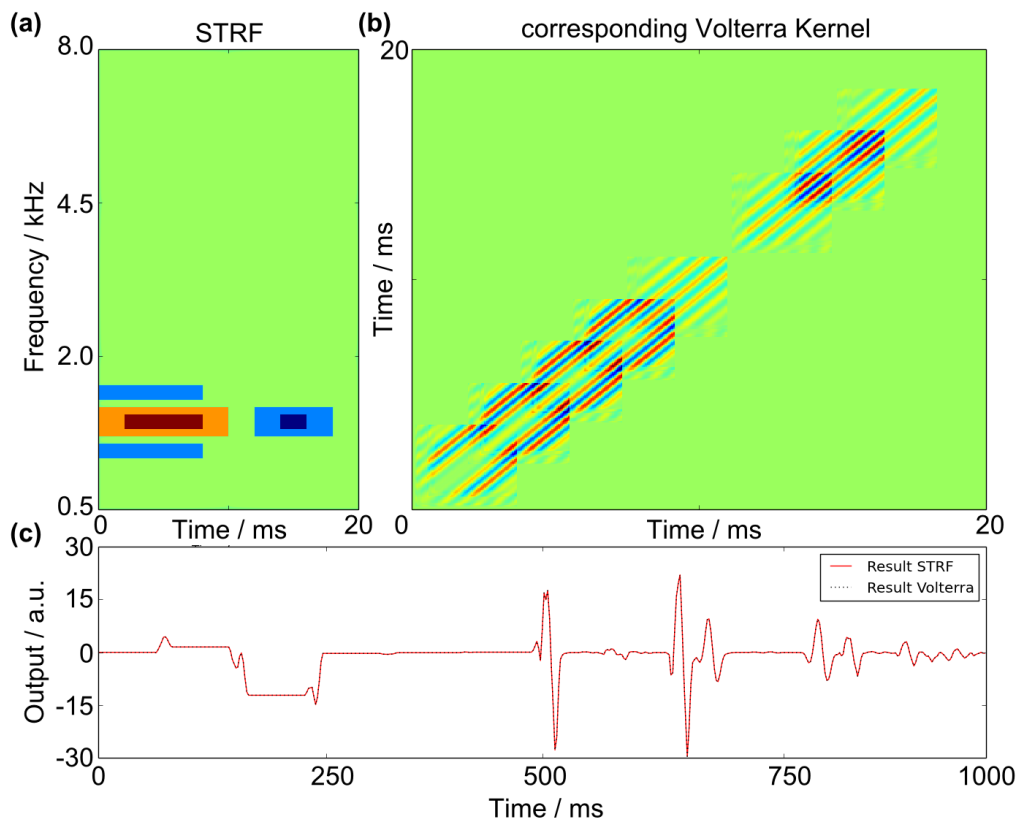 (a)
STRF
(b)
corresponding Volterra Kernel
8.0
4.5
2.0
0.5
Frequency / kHz
0
Time / ms
20
20
Time / ms
0
Time / ms
20
(c)
Time /
30
15
0
-15
-30
Output / a.u.
Result STRF
Result Volterra
0
250
500
750
1000
Time / ms